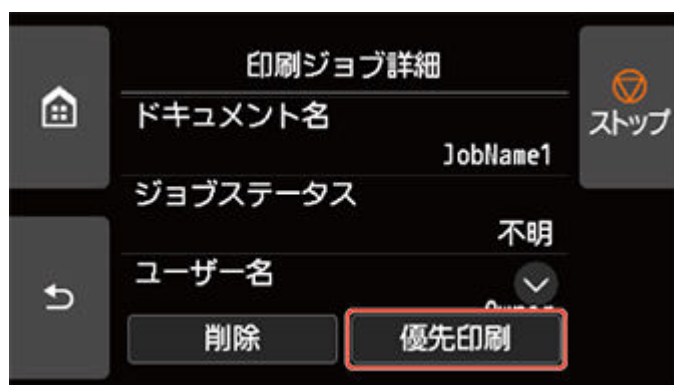 印刷ジョブ詳細
ドキュメント名
JobName1
ストップ
ジョブステータス
不明
ユーザー名
削除
優先印刷